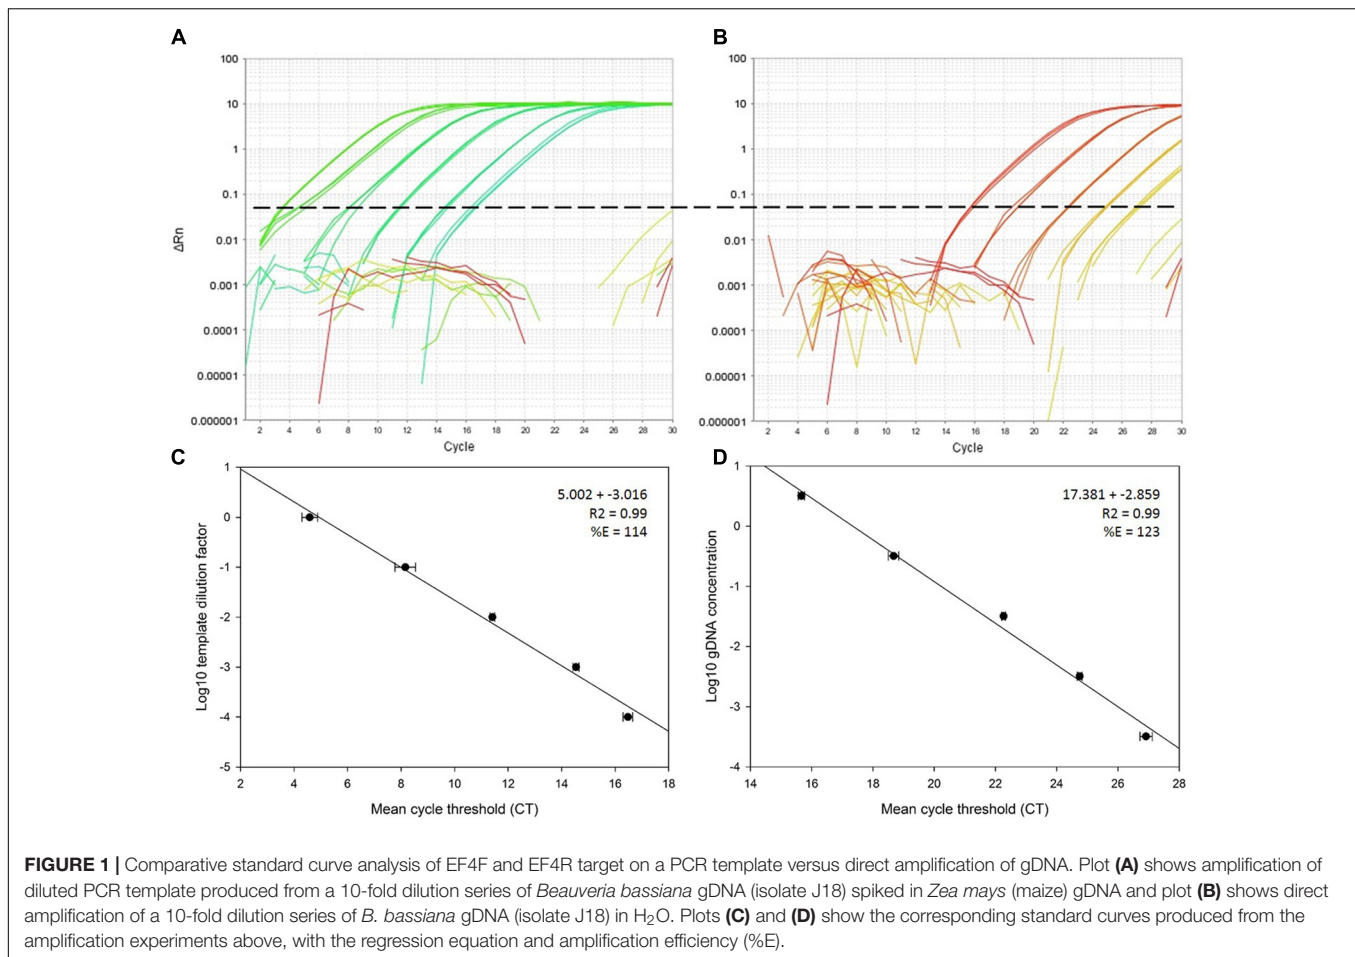 A
B
100
10
1
0.1
0.01
0.001
0.0001
0.00001
0.000001
ΔRn
2 4 6 8 10 12 14 16 18 20 22 24 26 28 30
Cycle
100
10
1
0.1
0.01
0.001
0.0001
0.00001
0.000001
2 4 6 8 10 12 14 16 18 20 22 24 26 28 30
Cycle
C
1
0
-1
-2
-3
-4
-5
Log10 template dilution factor
5.002 + -3.016
R2 = 0.99
%E = 114
2 4 6 8 10 12 14 16 18
Mean cycle threshold (CT)
D
1
0
-1
-2
-3
-4
Log10 gDNA concentration
17.381 + -2.859
R2 = 0.99
%E = 123
14 16 18 20 22 24 26 28
Mean cycle threshold (CT)
FIGURE 1 | Comparative standard curve analysis of EF4F and EF4R target on a PCR template versus direct amplification of gDNA. Plot (A) shows amplification of
diluted PCR template produced from a 10-fold dilution series of Beauveria bassiana gDNA (isolate J18) spiked in Zea mays (maize) gDNA and plot (B) shows direct
amplification of a 10-fold dilution series of B. bassiana gDNA (isolate J18) in H2O. Plots (C) and (D) show the corresponding standard curves produced from the
amplification experiments above, with the regression equation and amplification efficiency (%E).